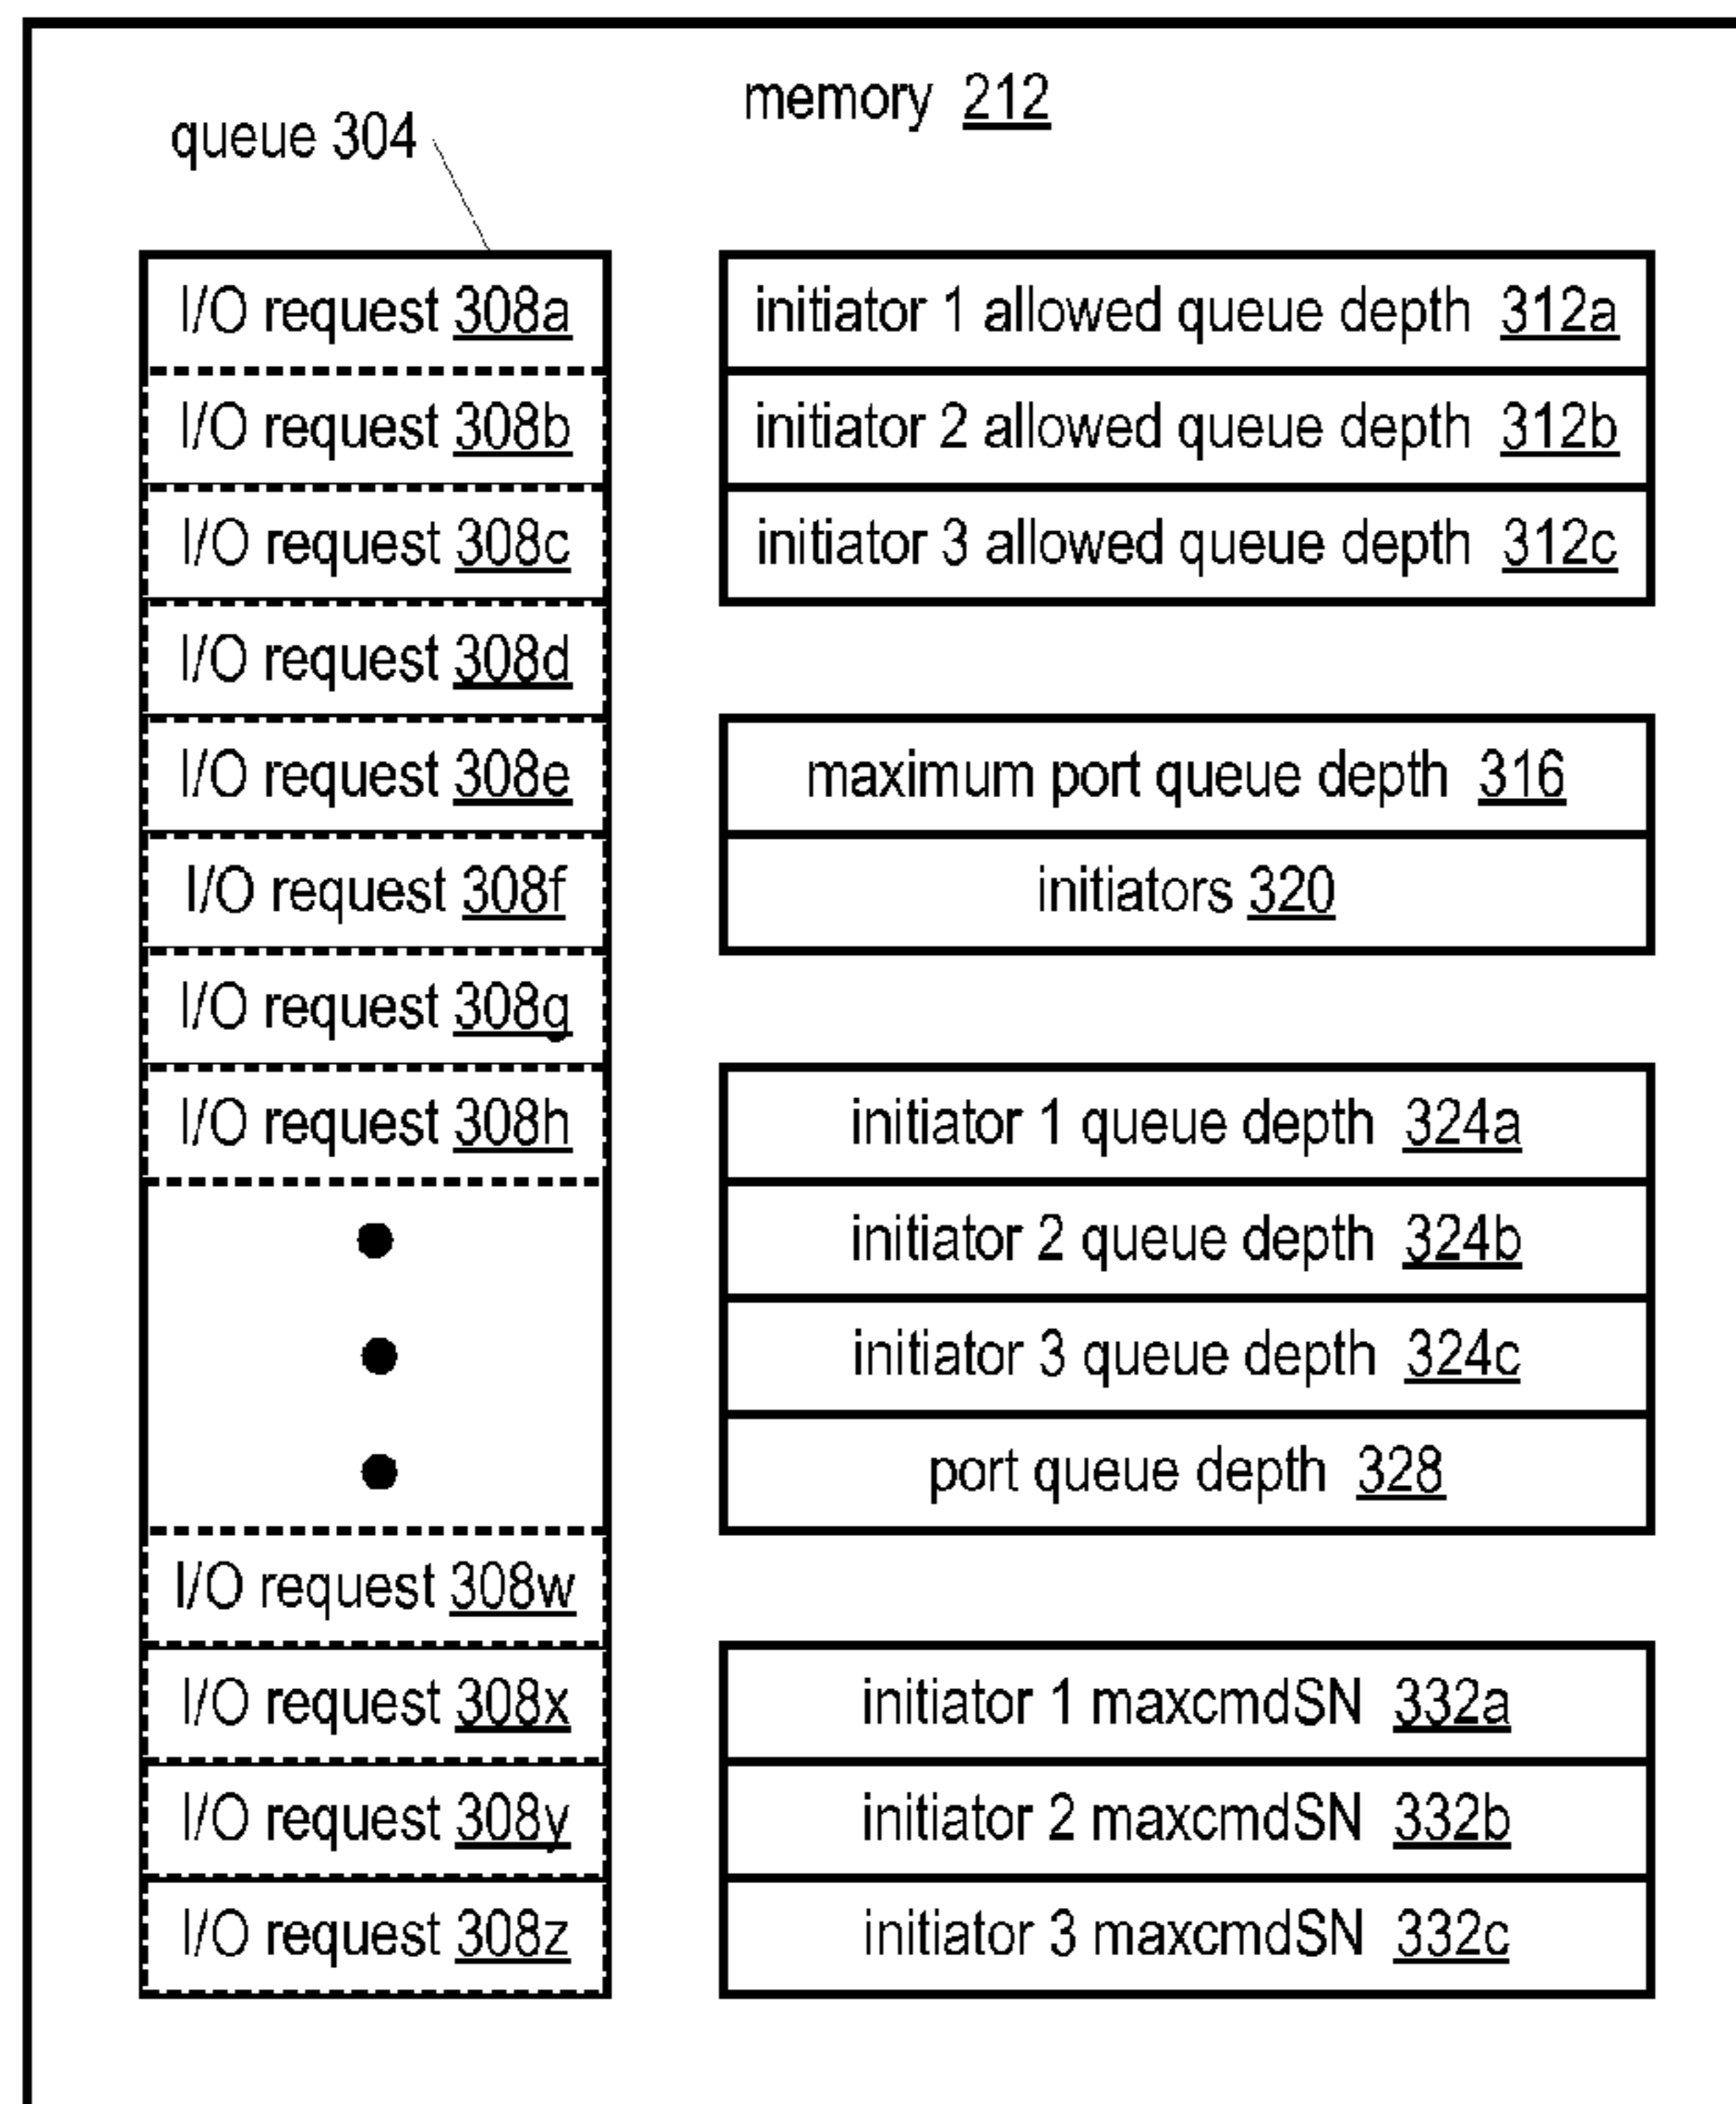 memory 212
queue 304
I/O request 308a
I/O request 308b
I/O request 308c
I/O request 308d
I/O request 308e
I/O request 308f
I/O request 308g
I/O request 308h
I/O request 308w
I/O request 308x
I/O request 308y
I/O request 308z
initiator 1 allowed queue depth 312a
initiator 2 allowed queue depth 312b
initiator 3 allowed queue depth 312c
maximum port queue depth 316
initiators 320
initiator 1 queue depth 324a
initiator 2 queue depth 324b
initiator 3 queue depth 324c
port queue depth 328
initiator 1 maxcmdSN 332a
initiator 2 maxcmdSN 332b
initiator 3 maxcmdSN 332c